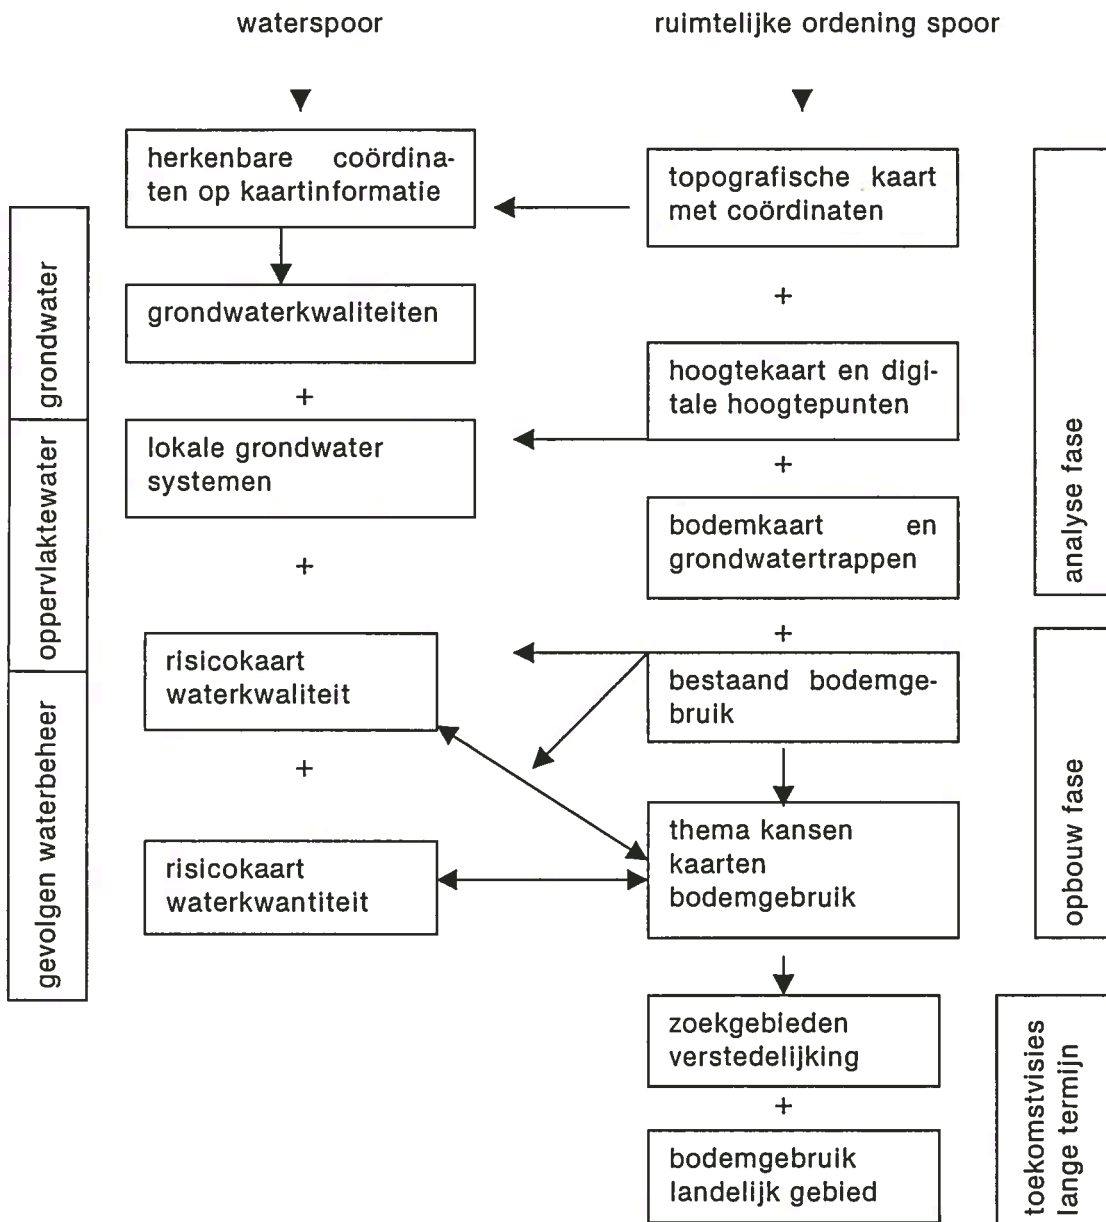 waterspoor
ruimtelijke ordening spoor
herkenbare coördina-
ten op kaartinformatie
topografische kaart
met coördinaten
grondwaterkwaliteiten
+
+
hoogtekaart en digi-
tale hoogtepunten
lokale grondwater
systemen
+
+
bodemkaart en
grondwatertrappen
+
risicokaart
waterkwaliteit
bestaand bodemge-
bruik
+
thema kansen
kaarten
bodemgebruik
risicokaart
waterkwantiteit
zoekgebieden
verstedelijking
+
bodemgebruik
landelijk gebied
grondwater
oppervlaktewater
gevolgen waterbeheer
analyse fase
opbouw fase
toekomstvisies
lange termijn